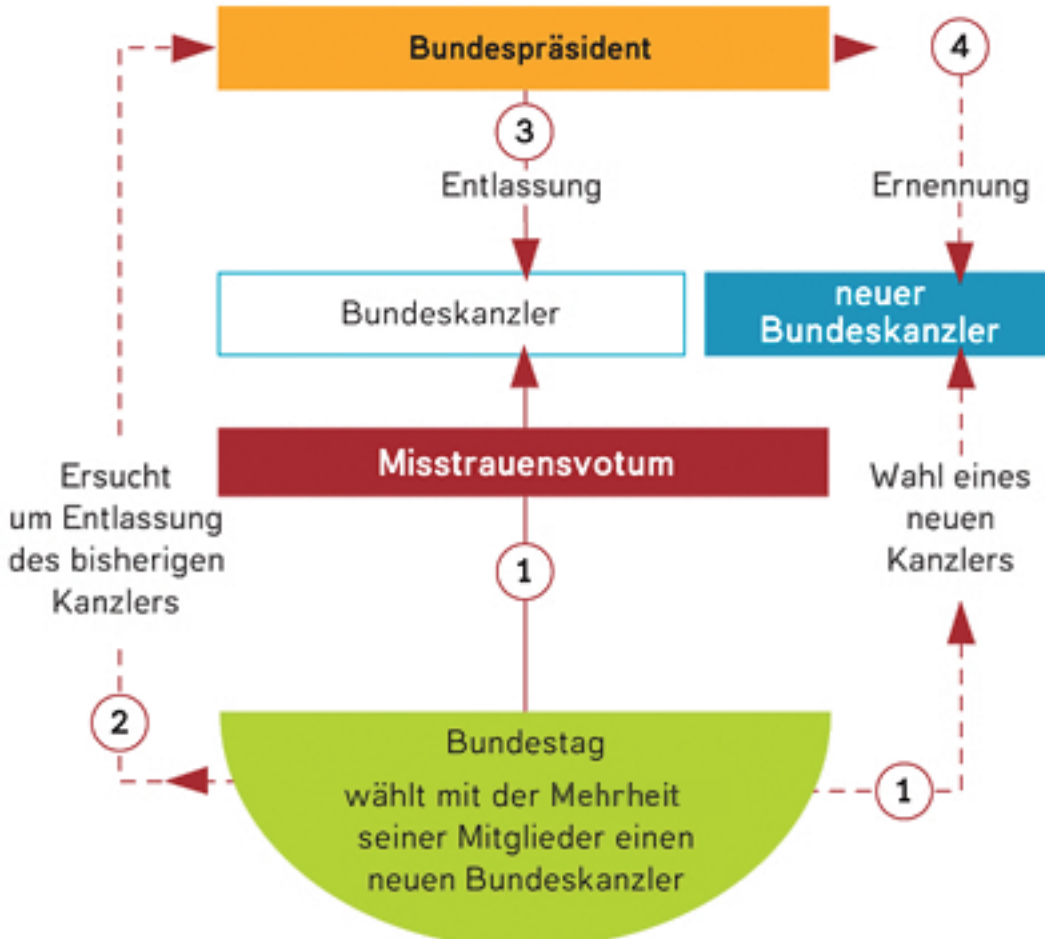 Bundespräsident
4
3
Entlassung
Ernennung
Bundeskanzler
neuer
Bundeskanzler
Misstrauensvotum
Ersucht
um Entlassung
des bisherigen
Kanzlers
Wahl eines
neuen
Kanzlers
1
2
1
Bundestag
wählt mit der Mehrheit
seiner Mitglieder einen
neuen Bundeskanzler